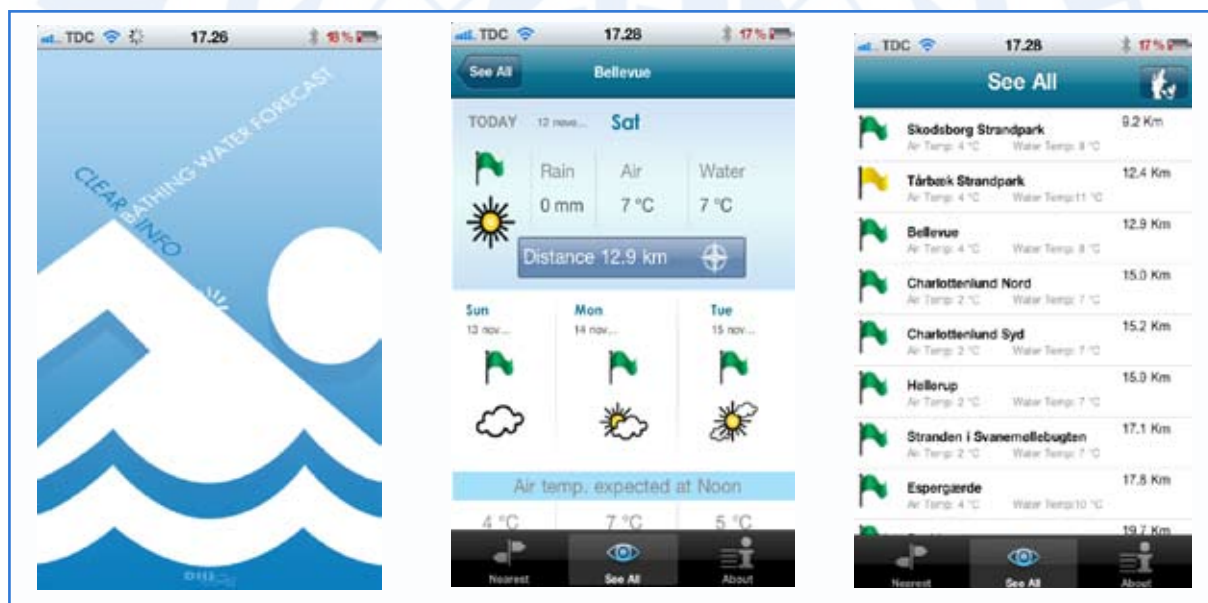 TDC 17.26 18%
BATHING WATER FORECAST
CLEAR INFO
DHI
TDC 17.28 17%
See All Bellevue
TODAY 12 nove... Sat
Rain Air Water
0 mm 7 °C 7 °C
Distance 12.9 km
Sun Mon Tue
13 nov... 14 nov... 15 nov...
Air temp. expected at Noon
4 °C 7 °C 5 °C
Nearest See All About
TDC 17.28 17%
See All
Skodsborg Strandpark 9.2 Km
Air Temp: 4 °C Water Temp: 8 °C
Tårbæk Strandpark 12.4 Km
Air Temp: 4 °C Water Temp:11 °C
Bellevue 12.9 Km
Air Temp: 4 °C Water Temp: 8 °C
Charlottenlund Nord 15.0 Km
Air Temp: 2 °C Water Temp: 7 °C
Charlottenlund Syd 15.2 Km
Air Temp: 2 °C Water Temp: 7 °C
Hellerup 15.9 Km
Air Temp: 2 °C Water Temp: 7 °C
Stranden i Svanemøllebugten 17.1 Km
Air Temp: 2 °C Water Temp: 7 °C
Espergærde 17.8 Km
Air Temp: 4 °C Water Temp:10 °C
19.7 Km
Nearest See All About